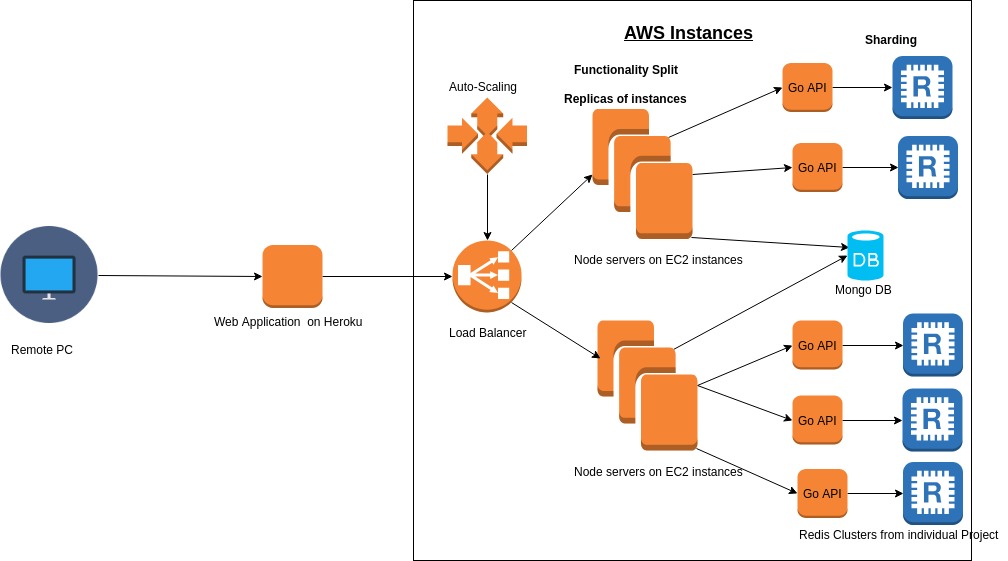 AWS Instances
Sharding
Functionality Split
Auto-Scaling
Replicas of instances
Go API
R
Go API
R
Node servers on EC2 instances
DB
Mongo DB
Web Application  on Heroku
Load Balancer
Remote PC
Go API
R
Go API
R
Node servers on EC2 instances
Go API
R
Redis Clusters from individual Project